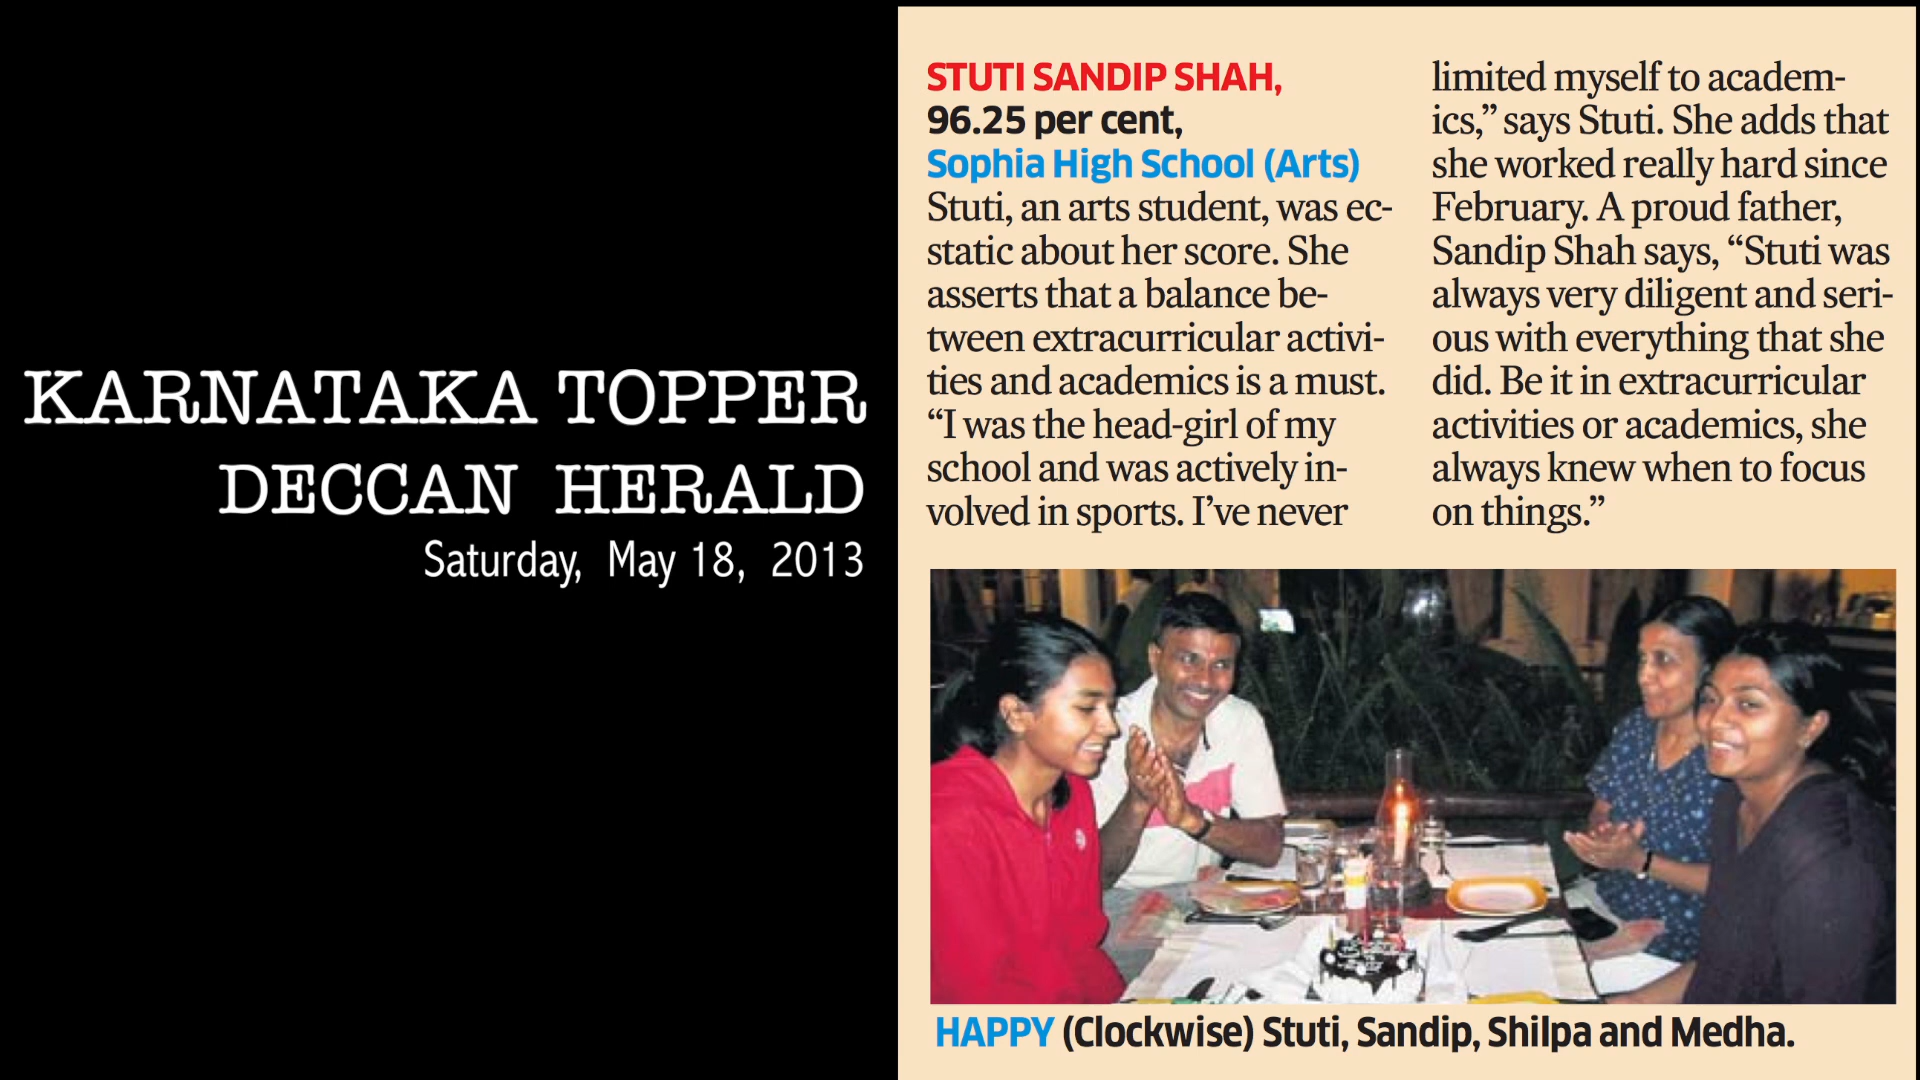 KARNATAKA TOPPER
DECCAN HERALD
Saturday, May 18, 2013
STUTI SANDIP SHAH,
96.25 per cent,
Sophia High School (Arts)
Stuti, an arts student, was ec-
static about her score. She
asserts that a balance be-
tween extracurricular activi-
ties and academics is a must.
“I was the head-girl of my
school and was actively in-
volved in sports. I’ve never
limited myself to academ-
ics,” says Stuti. She adds that
she worked really hard since
February. A proud father,
Sandip Shah says, “Stuti was
always very diligent and seri-
ous with everything that she
did. Be it in extracurricular
activities or academics, she
always knew when to focus
on things.”
HAPPY (Clockwise) Stuti, Sandip, Shilpa and Medha.